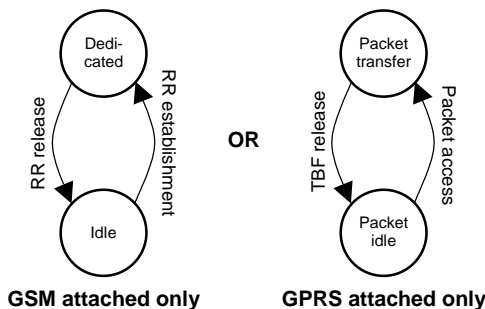 Dedi-
cated
RR release
RR establishment
Idle
GSM attached only
OR
Packet
transfer
TBF release
Packet access
Packet
idle
GPRS attached only